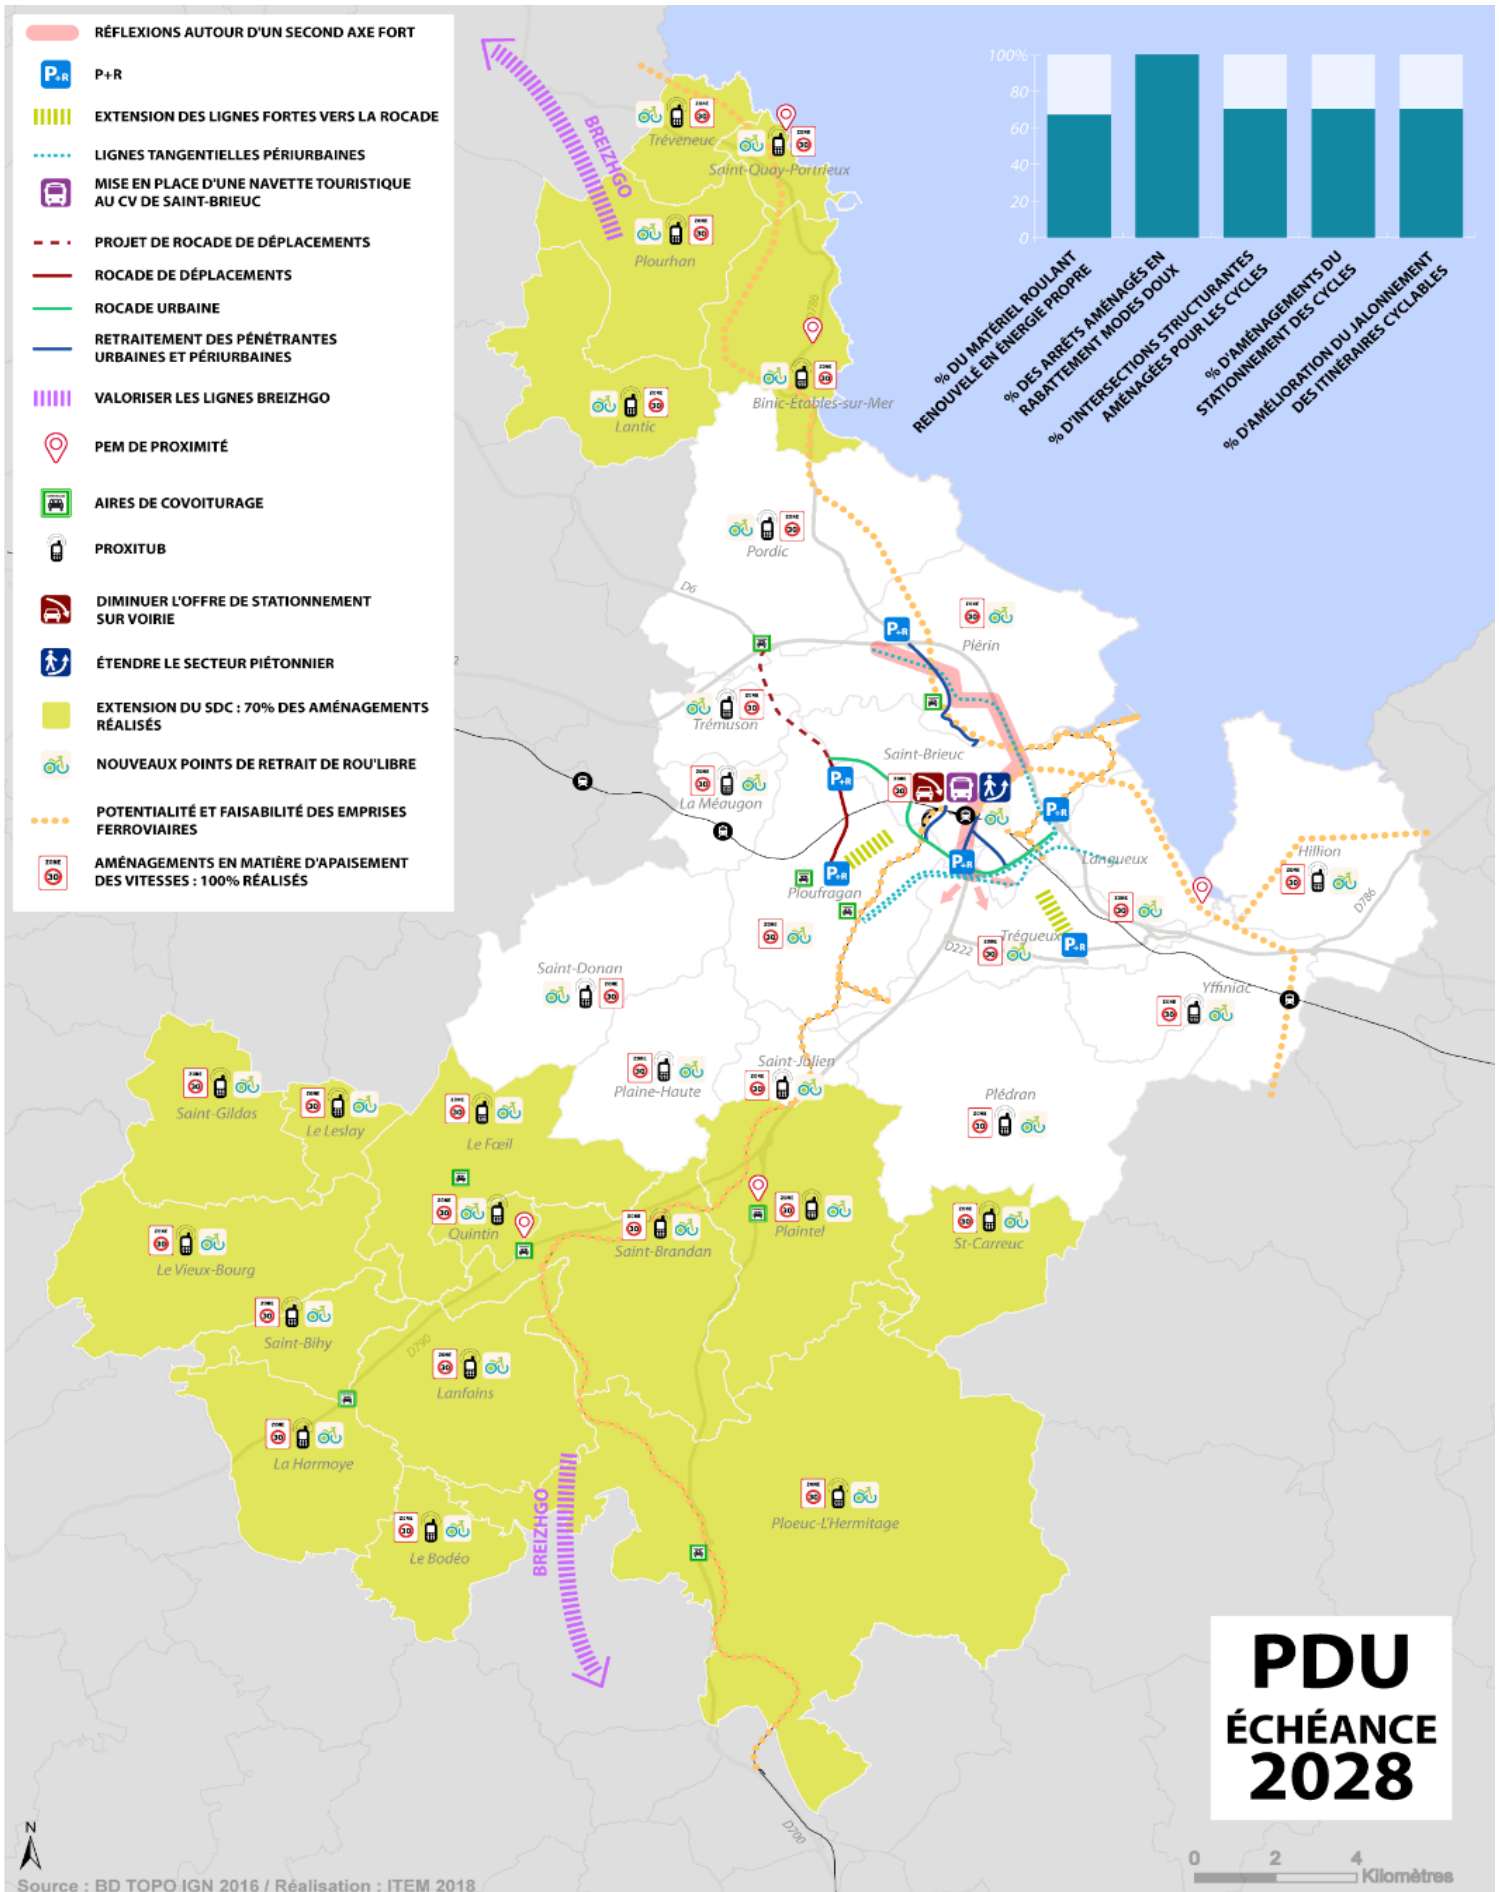 RÉFLEXIONS AUTOUR D'UN SECOND AXE FORT
P+R
P+R
EXTENSION DES LIGNES FORTES VERS LA ROCADE
LIGNES TANGENTIELLES PÉRIURBAINES
MISE EN PLACE D'UNE NAVETTE TOURISTIQUE
AU CV DE SAINT-BRIEUC
PROJET DE ROCADE DE DÉPLACEMENTS
ROCADE DE DÉPLACEMENTS
ROCADE URBAINE
RETRAITEMENT DES PÉNÉTRANTES
URBAINES ET PÉRIURBAINES
VALORISER LES LIGNES BREIZHGO
PEM DE PROXIMITÉ
AIRES DE COVOITURAGE
PROXITUB
DIMINUER L'OFFRE DE STATIONNEMENT
SUR VOIRIE
ÉTENDRE LE SECTEUR PIÉTONNIER
EXTENSION DU SDC : 70% DES AMÉNAGEMENTS
RÉALISÉS
NOUVEAUX POINTS DE RETRAIT DE ROU'LIBRE
POTENTIALITÉ ET FAISABILITÉ DES EMPRISES
FERROVIAIRES
ZONE
30
AMÉNAGEMENTS EN MATIÈRE D'APAISEMENT
DES VITESSES : 100% RÉALISÉS
100%
80
60
40
20
0
% DU MATÉRIEL ROULANT
RENOUVELÉ EN ÉNERGIE PROPRE
% DES ARRÊTS AMÉNAGÉS EN
RABATTEMENT MODES DOUX
% D'INTERSECTIONS STRUCTURANTES
AMÉNAGÉES POUR LES CYCLES
% D'AMÉNAGEMENTS DU
STATIONNEMENT DES CYCLES
% D'AMÉLIORATION DU JALONNEMENT
DES ITINÉRAIRES CYCLABLES
BREIZHGO
Tréveneuc
Saint-Quay-Portrieux
Plourhan
D786
Binic-Etables-sur-Mer
Lantic
Pordic
D6
P+R
Plérin
Trémuson
Saint-Brieuc
La Méaugon
P+R
P+R
P+R
P+R
Ploufragan
Langueux
Hillion
D786
Trégueux
D222
P+R
Saint-Donan
Yffiniac
Saint-Julien
Plaine-Haute
Plédran
Saint-Gildas
Le Leslay
Le Fœil
Quintin
Saint-Brandan
Plaintel
St-Carreuc
Le Vieux-Bourg
Saint-Bihy
D790
Lanfains
La Harmoye
BREIZHGO
Ploeuc-L'Hermitage
Le Bodéo
D700
PDU
ÉCHÉANCE
2028
N
0 2 4
Kilomètres
Source : BD TOPO IGN 2016 / Réalisation : ITEM 2018